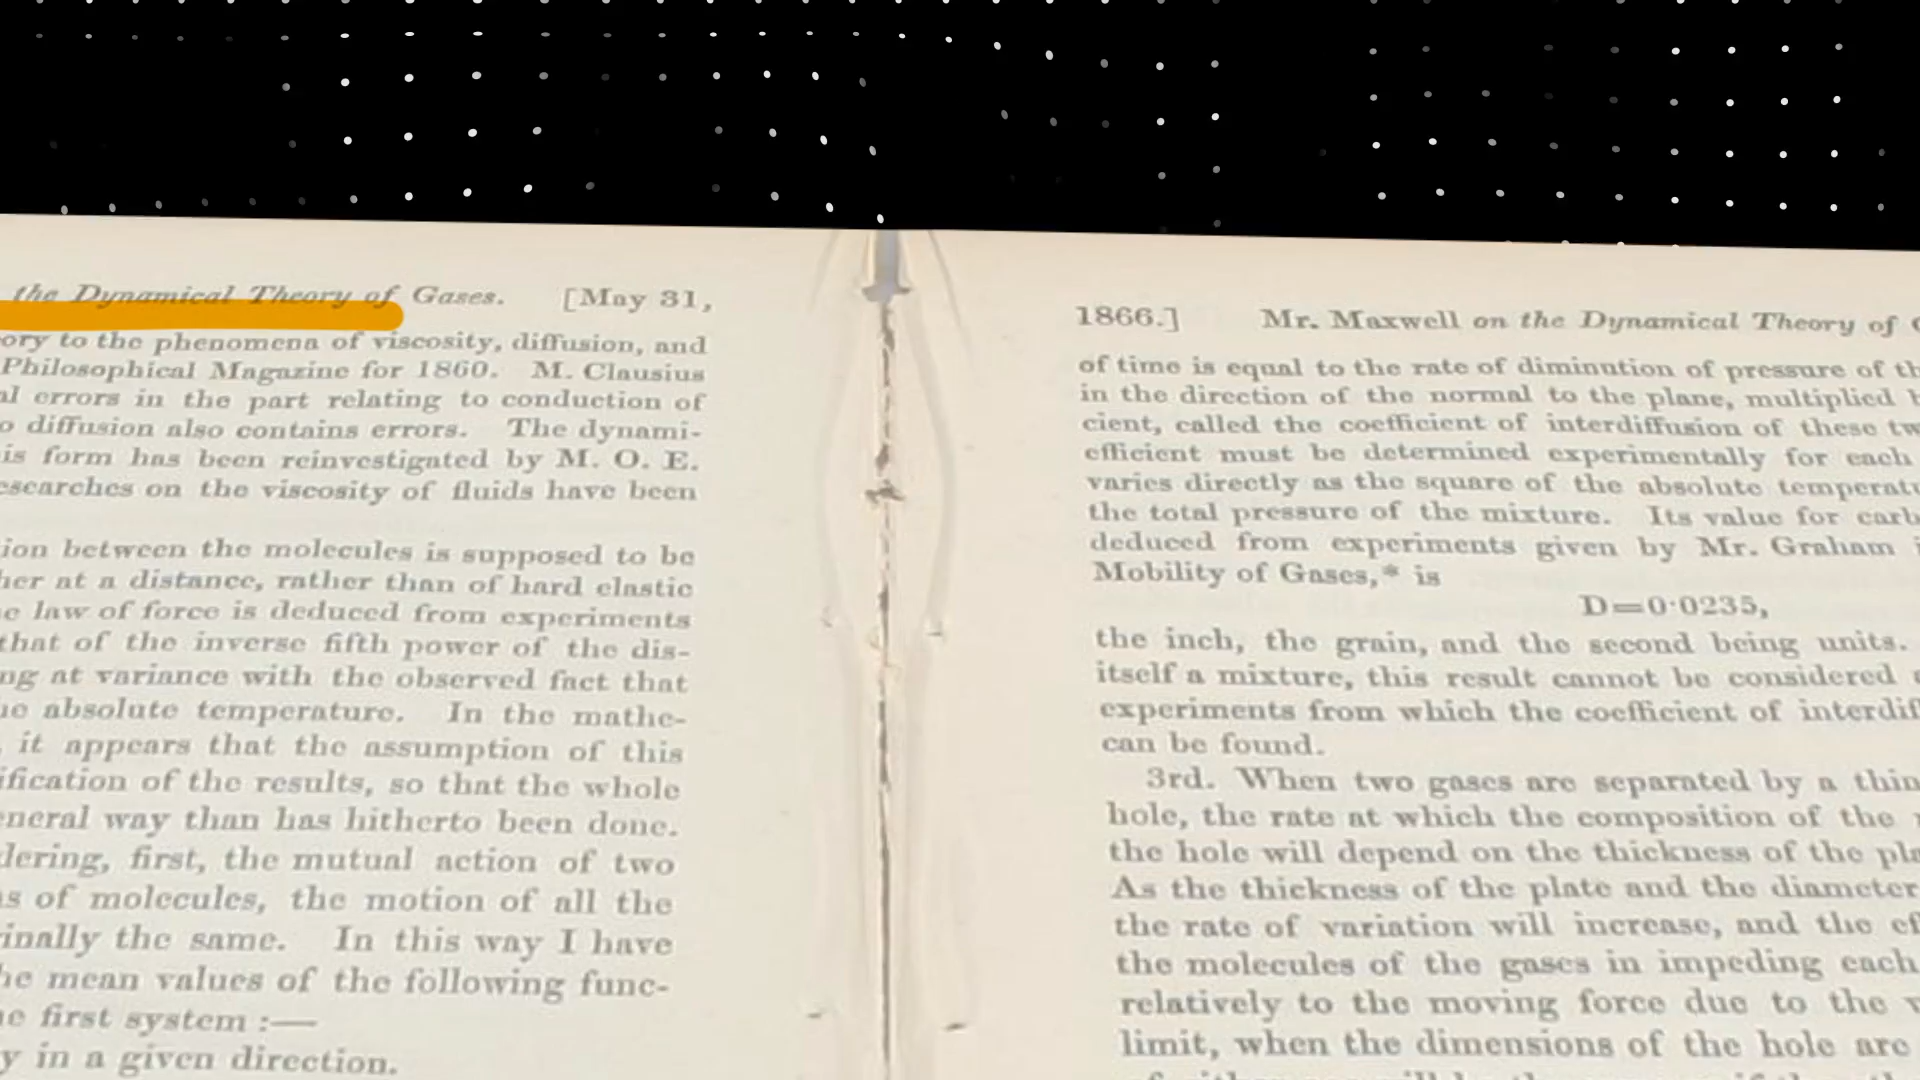 the Dynamical Theory of Gases. [May 31,
ory to the phenomena of viscosity, diffusion, and
Philosophical Magazine for 1860. M. Clausius
al errors in the part relating to conduction of
o diffusion also contains errors. The dynami-
is form has been reinvestigated by M. O. E.
esearches on the viscosity of fluids have been
ion between the molecules is supposed to be
her at a distance, rather than of hard elastic
e law of force is deduced from experiments
that of the inverse fifth power of the dis-
ng at variance with the observed fact that
he absolute temperature. In the mathe-
, it appears that the assumption of this
ification of the results, so that the whole
eneral way than has hitherto been done.
dering, first, the mutual action of two
ns of molecules, the motion of all the
inally the same. In this way I have
he mean values of the following func-
he first system :—
y in a given direction.
1866.] Mr. Maxwell on the Dynamical Theory of G
of time is equal to the rate of diminution of pressure of th
in the direction of the normal to the plane, multiplied b
cient, called the coefficient of interdiffusion of these tw
efficient must be determined experimentally for each
varies directly as the square of the absolute temperatu
the total pressure of the mixture. Its value for carb
deduced from experiments given by Mr. Graham i
Mobility of Gases,* is
D=0·0235,
the inch, the grain, and the second being units.
itself a mixture, this result cannot be considered a
experiments from which the coefficient of interdif
can be found.
3rd. When two gases are separated by a thin
hole, the rate at which the composition of the
the hole will depend on the thickness of the pla
As the thickness of the plate and the diameter
the rate of variation will increase, and the ef
the molecules of the gases in impeding each
relatively to the moving force due to the v
limit, when the dimensions of the hole are